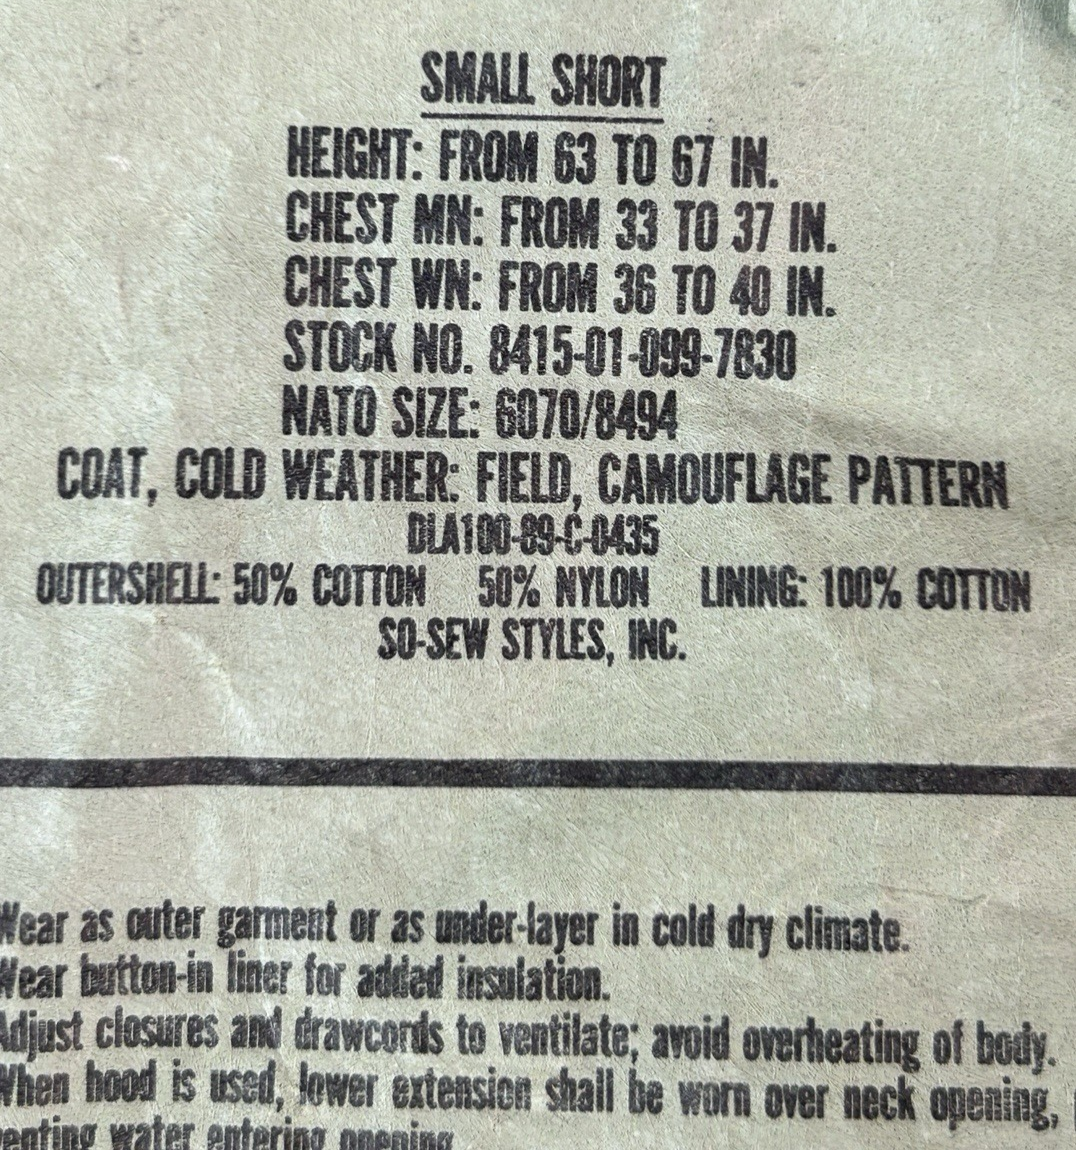 SMALL SHORT
HEIGHT: FROM 63 TO 67 IN.
CHEST MN: FROM 33 TO 37 IN.
CHEST WN: FROM 36 TO 40 IN.
STOCK NO. 8415-01-099-7830
NATO SIZE: 6070/8494
COAT, COLD WEATHER: FIELD, CAMOUFLAGE PATTERN
DLA100-89-C-0435
OUTERSHELL: 50% COTTON 50% NYLON LINING: 100% COTTON
SO-SEW STYLES, INC.
Wear as outer garment or as under-layer in cold dry climate.
Wear button-in liner for added insulation.
Adjust closures and drawcords to ventilate; avoid overheating of body.
When hood is used, lower extension shall be worn over neck opening,
venting water entering opening